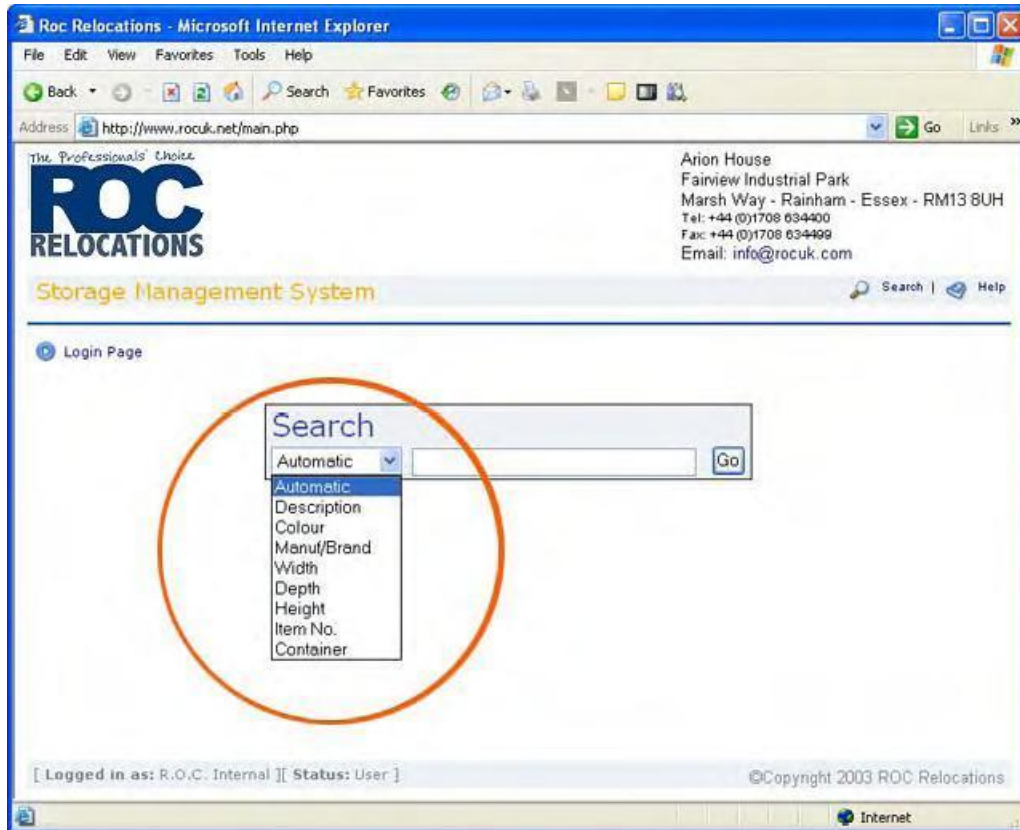 Roc Relocations - Microsoft Internet Explorer
File Edit View Favorites Tools Help
Back Search Favorites
Address http://www.rocuk.net/main.php Go Links »
The Professionals' Choice
ROC
RELOCATIONS
Arion House
Fairview Industrial Park
Marsh Way - Rainham - Essex - RM13 8UH
Tel: +44 (0)1708 634400
Fax: +44 (0)1708 634499
Email: info@rocuk.com
Storage Management System
Search | Help
Login Page
Search
Automatic Go
Automatic
Description
Colour
Manuf/Brand
Width
Depth
Height
Item No.
Container
[ Logged in as: R.O.C. Internal ][ Status: User ]
©Copyright 2003 ROC Relocations
Internet